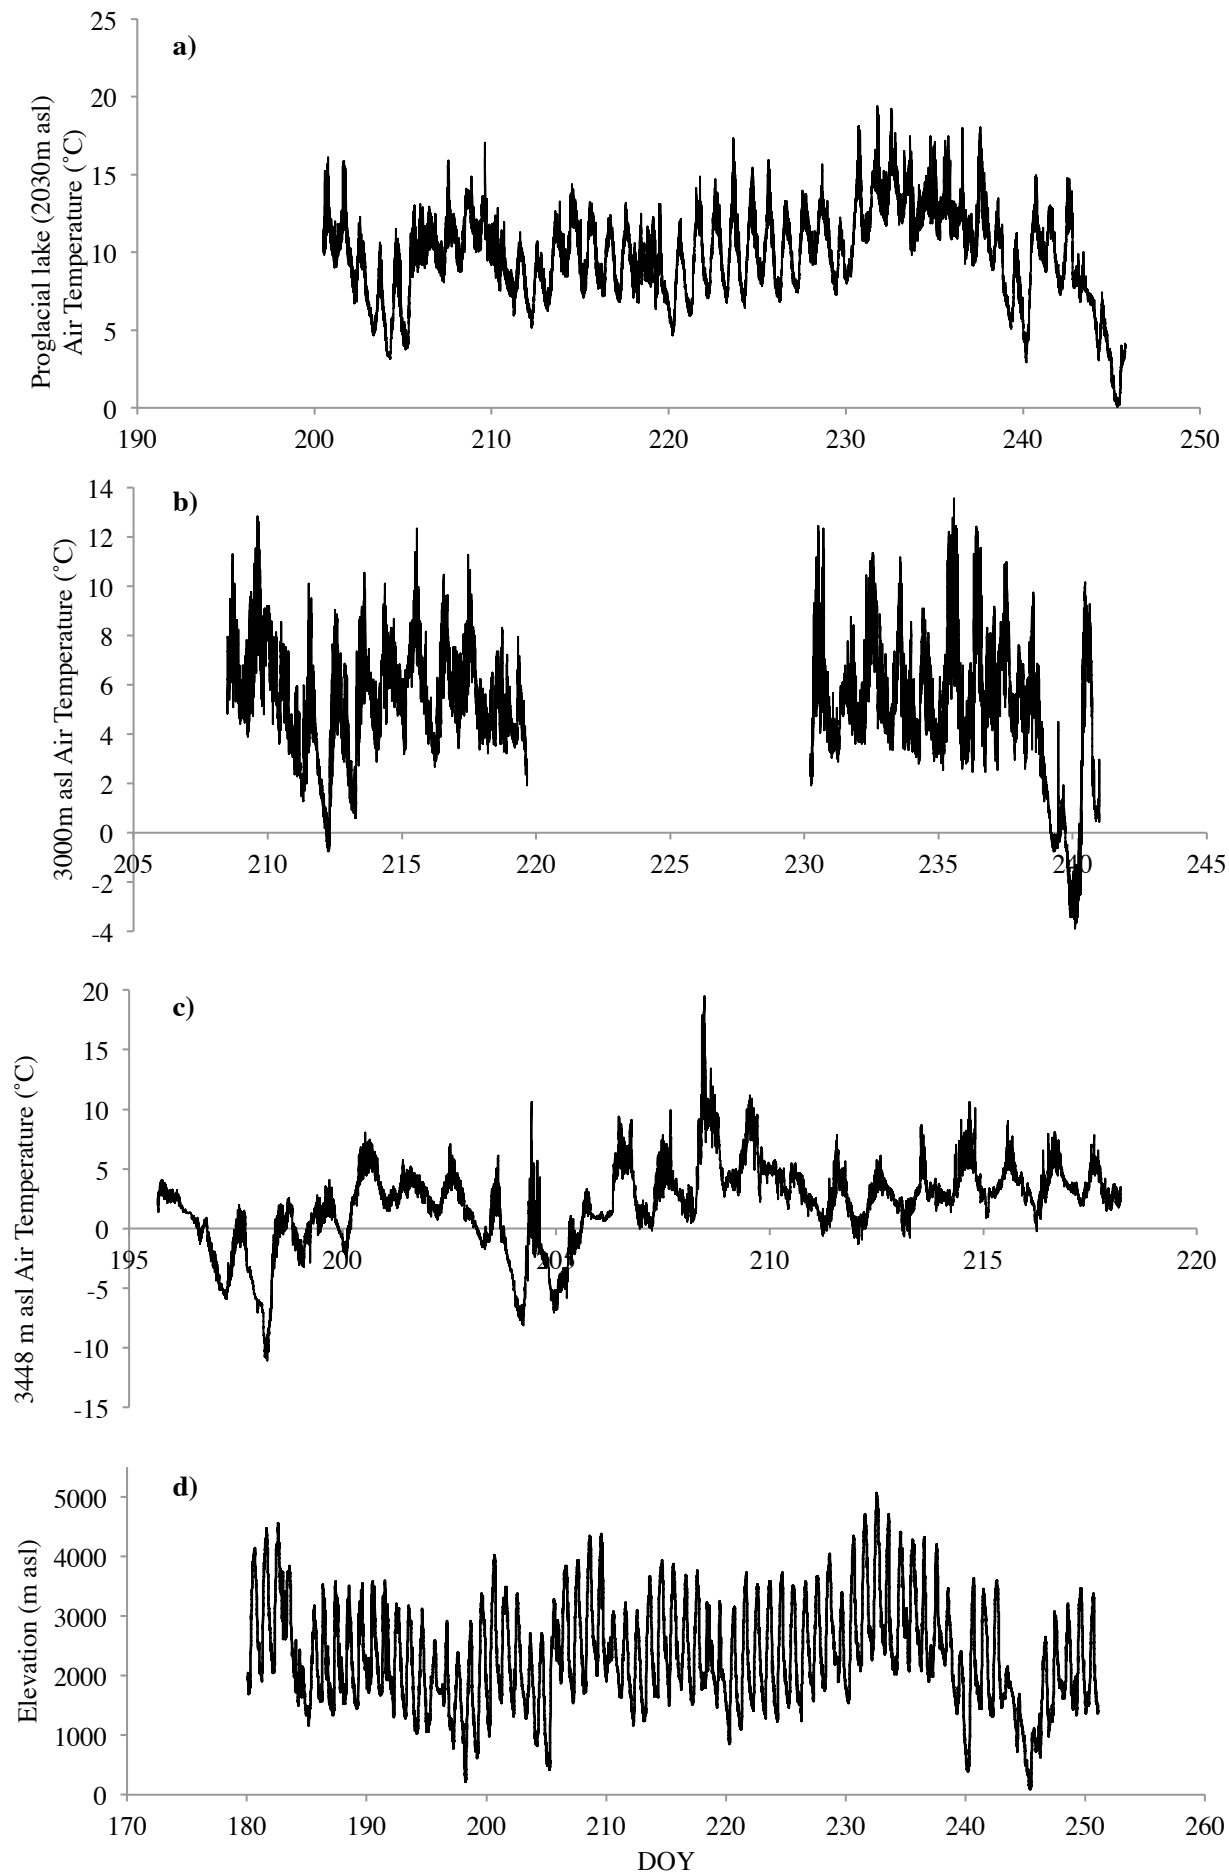 25
20
15
10
5
0
Proglacial lake (2030m asl)
Air Temperature (˚C)
a)
190 200 210 220 230 240 250
14
12
10
8
6
4
2
0
-2
-4
3000m asl Air Temperature (˚C)
b)
205 210 215 220 225 230 235 240 245
20
15
10
5
0
-5
-10
-15
3448 m asl Air Temperature (˚C)
c)
195 200 205 210 215 220
5000
4000
3000
2000
1000
0
Elevation (m asl)
d)
170 180 190 200 210 220 230 240 250 260
DOY